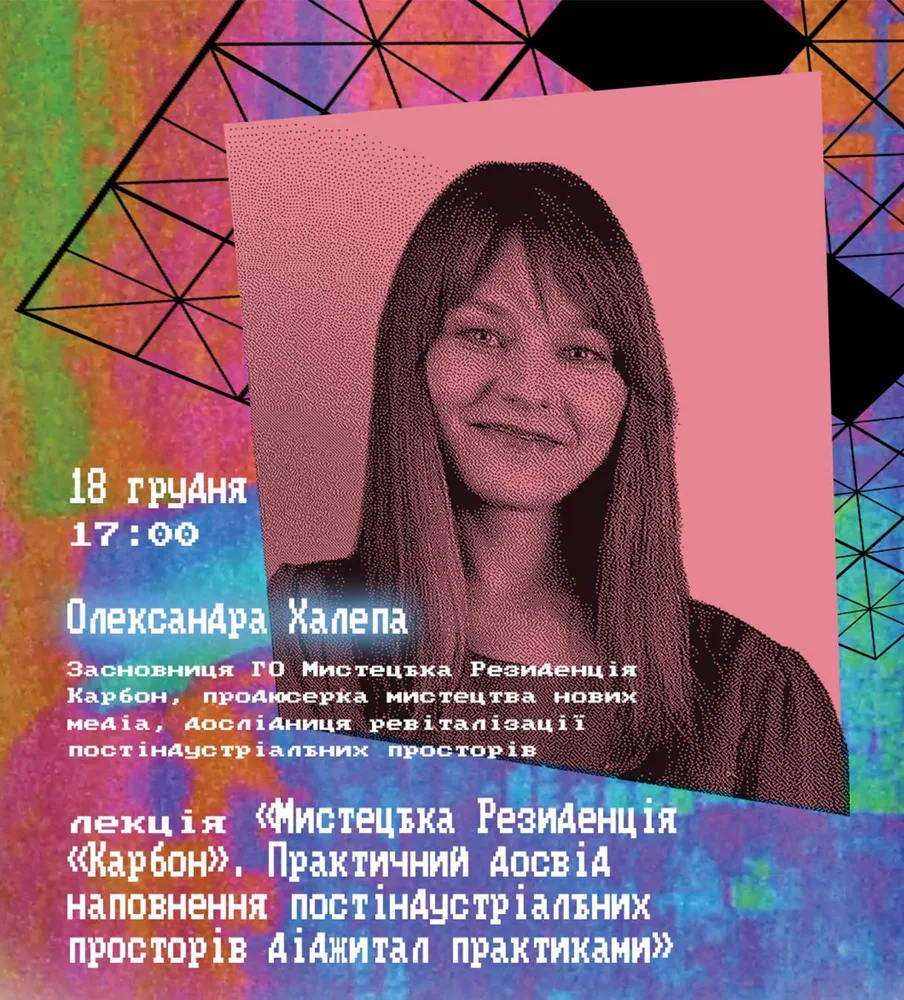 18 грудня
17:00
Олександра Халепа
Засновниця ГО Мистецька Резиденція
Карбон, продюсерка мистецтва нових
медіа, дослідниця ревіталізації
постіндустріальних просторів
лекція «Мистецька Резиденція
«Карбон». Практичний досвід
наповнення постіндустріальних
просторів діджитал практиками»